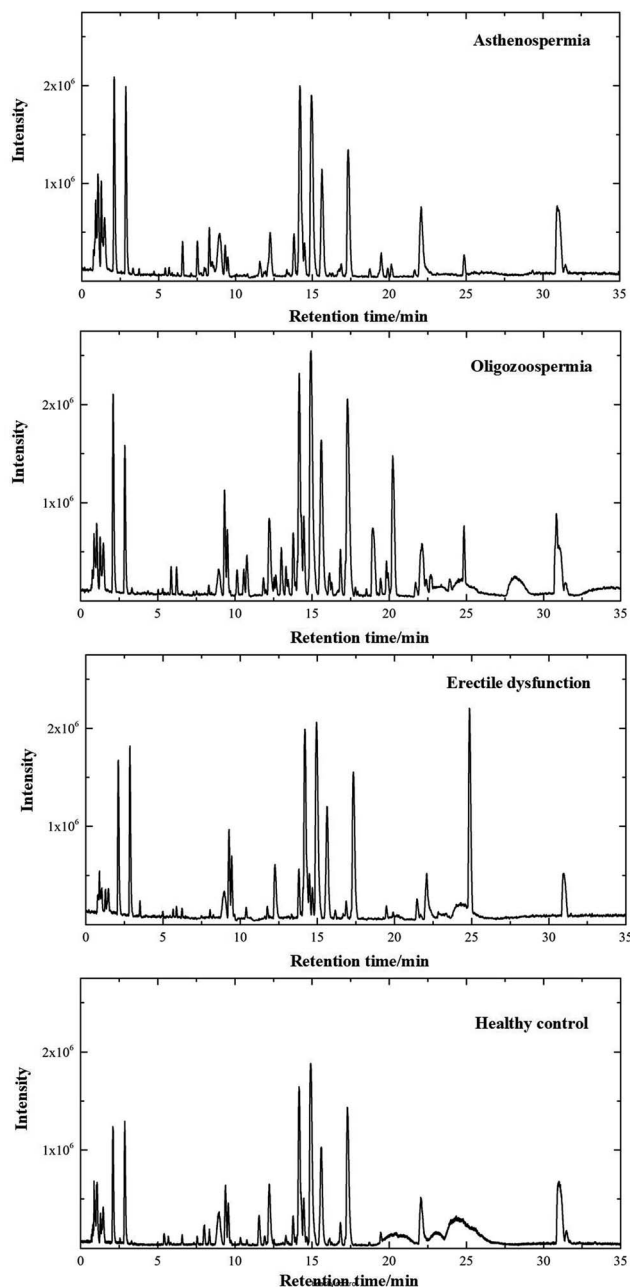 Asthenospermia
Intensity
2x10⁶
1x10⁶
0 5 10 15 20 25 30 35
Retention time/min
Oligozoospermia
Intensity
2x10⁶
1x10⁶
0 5 10 15 20 25 30 35
Retention time/min
Erectile dysfunction
Intensity
2x10⁶
1x10⁶
0 5 10 15 20 25 30 35
Retention time/min
Healthy control
Intensity
2x10⁶
1x10⁶
0 5 10 15 20 25 30 35
Retention time/min